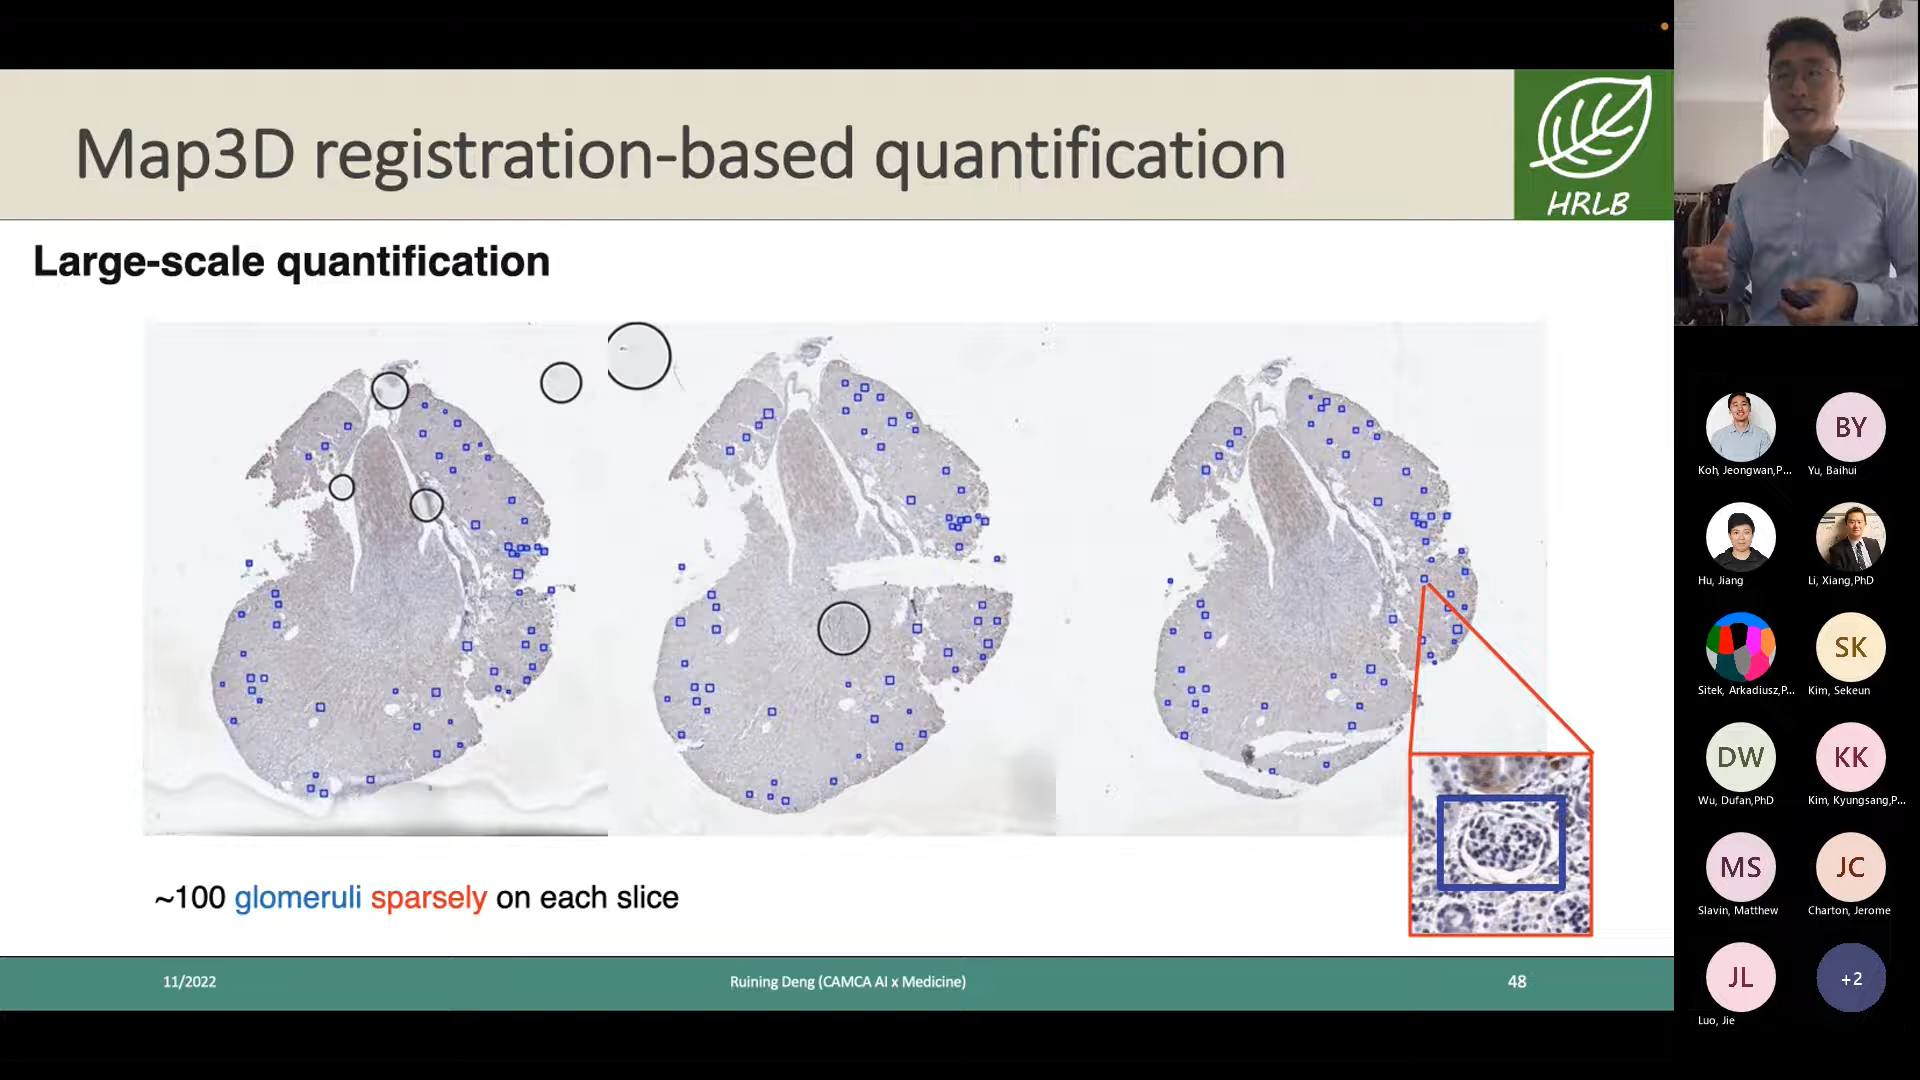 Map3D registration-based quantification
HRLB
Large-scale quantification
~100 glomeruli sparsely on each slice
11/2022
Ruining Deng (CAMCA AI x Medicine)
48
Koh, Jeongwan,P...
BY
Yu, Baihui
Hu, Jiang
Li, Xiang,PhD
Sitek, Arkadiusz,P...
SK
Kim, Sekeun
DW
Wu, Dufan,PhD
KK
Kim, Kyungsang,P...
MS
Slavin, Matthew
JC
Charton, Jerome
JL
Luo, Jie
+2